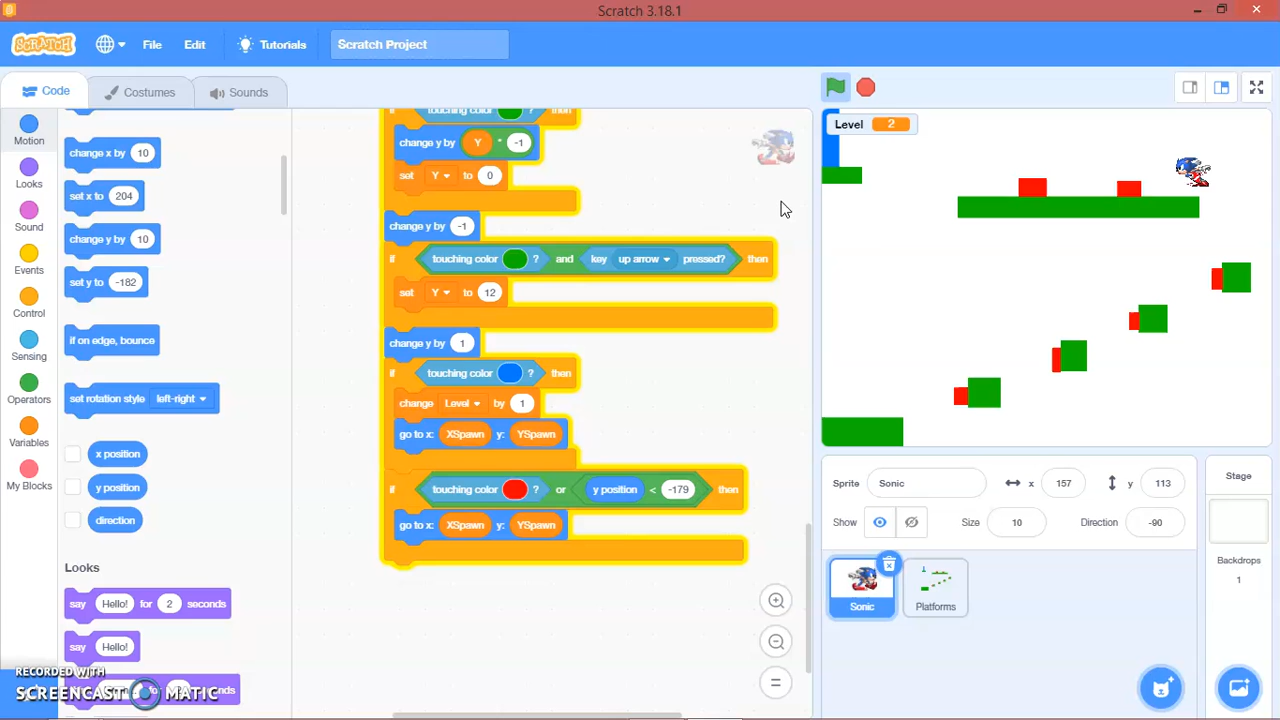 Scratch 3.18.1
SCRATCH File Edit Tutorials Scratch Project
Code Costumes Sounds
Motion
Looks
Sound
Events
Control
Sensing
Operators
Variables
My Blocks
change x by 10
set x to 204
change y by 10
set y to -182
if on edge, bounce
set rotation style left-right
x position
y position
direction
Looks
say Hello! for 2 seconds
say Hello!
RECORDED WITH
SCREENCAST MATIC
if touching color ? then
change y by Y * -1
set Y to 0
change y by -1
if touching color ? and key up arrow pressed? then
set Y to 12
change y by 1
if touching color ? then
change Level by 1
go to x: XSpawn y: YSpawn
if touching color ? or y position < -179 then
go to x: XSpawn y: YSpawn
Level 2
Sprite Sonic x 157 y 113
Show Size 10 Direction -90
Sonic
Platforms
Stage
Backdrops
1